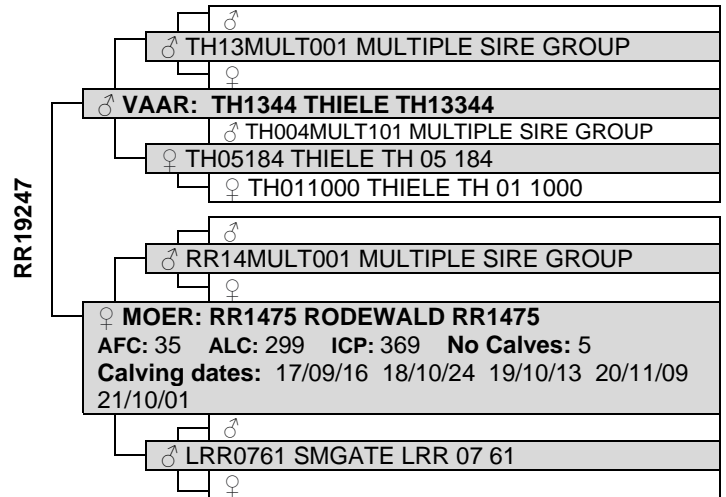 ♂
♂ TH13MULT001 MULTIPLE SIRE GROUP
♀
♂ VAAR: TH1344 THIELE TH13344
♂ TH004MULT101 MULTIPLE SIRE GROUP
♀ TH05184 THIELE TH 05 184
♀ TH011000 THIELE TH 01 1000
RR19247
♂
♂ RR14MULT001 MULTIPLE SIRE GROUP
♀
♀ MOER: RR1475 RODEWALD RR1475
AFC: 35 ALC: 299 ICP: 369 No Calves: 5
Calving dates: 17/09/16 18/10/24 19/10/13 20/11/09
21/10/01
♂
♂ LRR0761 SMGATE LRR 07 61
♀